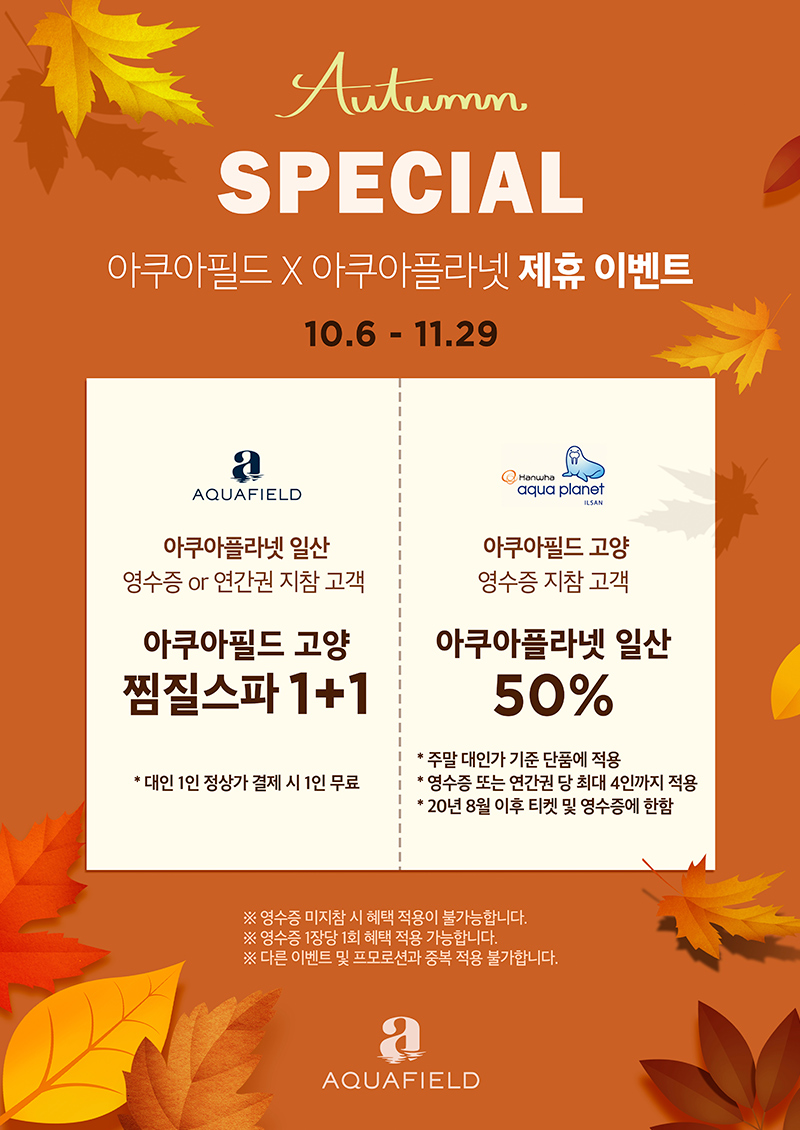 Autumn
SPECIAL
아쿠아필드 X 아쿠아플라넷 제휴 이벤트
10.6 - 11.29
a
AQUAFIELD
아쿠아플라넷 일산
영수증 or 연간권 지참 고객
아쿠아필드 고양
찜질스파 1+1
* 대인 1인 정상가 결제 시 1인 무료
Hanwha
aqua planet
ILSAN
아쿠아필드 고양
영수증 지참 고객
아쿠아플라넷 일산
50%
* 주말 대인가 기준 단품에 적용
* 영수증 또는 연간권 당 최대 4인까지 적용
* 20년 8월 이후 티켓 및 영수증에 한함
※ 영수증 미지참 시 혜택 적용이 불가능합니다.
※ 영수증 1장당 1회 혜택 적용 가능합니다.
※ 다른 이벤트 및 프모로션과 중복 적용 불가합니다.
a
AQUAFIELD